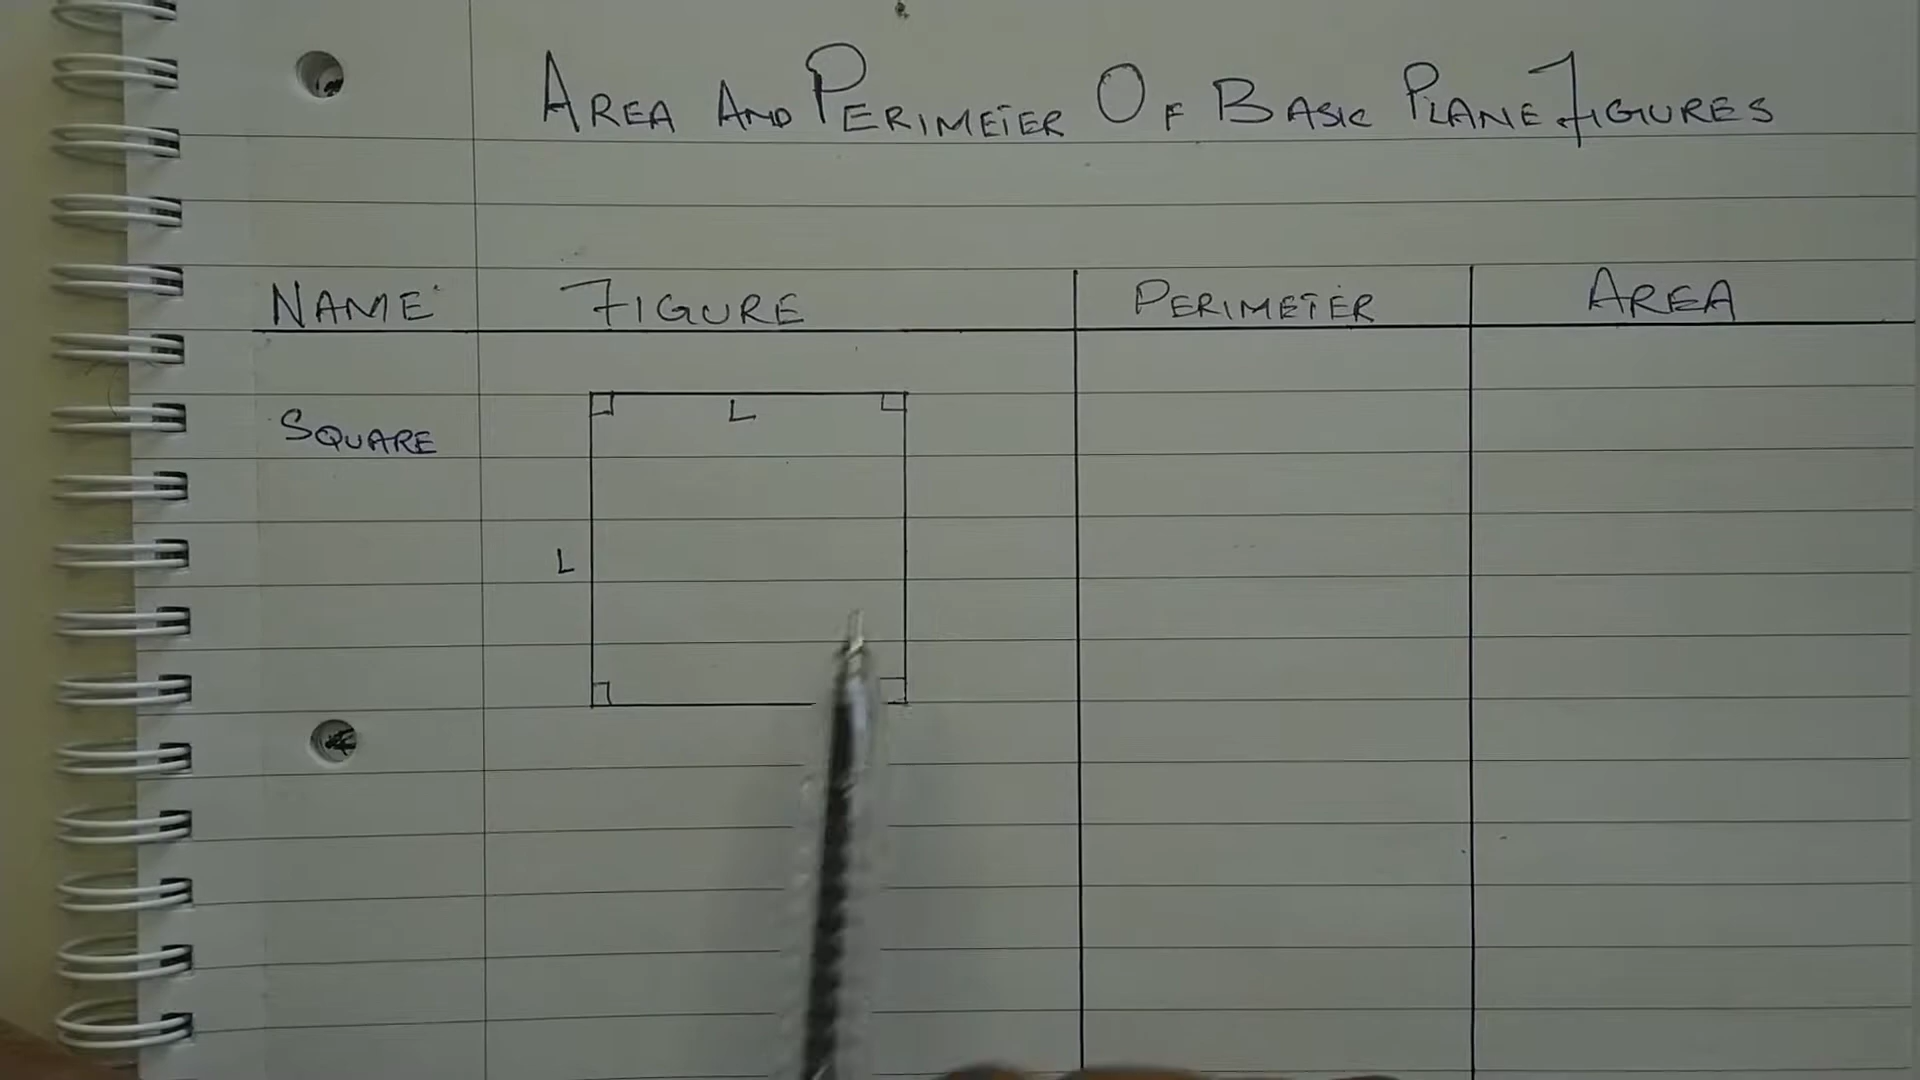 AREA AND PERIMETER OF BASIC PLANE FIGURES
NAME FIGURE PERIMETER AREA
SQUARE
L
L